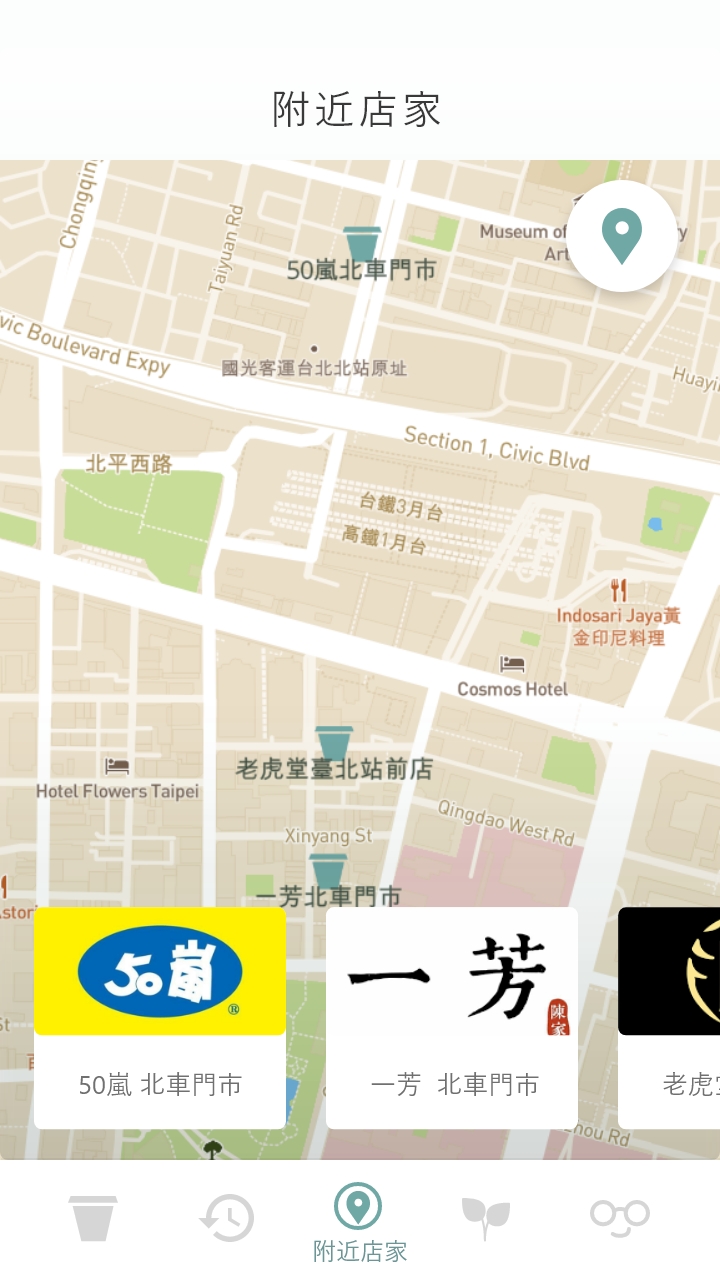 附近店家
Chongqin
Taiyuan Rd
50嵐北車門市
Museum of
Art
國光客運台北北站原址
vic Boulevard Expy
Huayin
Section 1, Civic Blvd
北平西路
台鐵3月台
高鐵1月台
Indosari Jaya黃
金印尼料理
Cosmos Hotel
老虎堂臺北站前店
Hotel Flowers Taipei
Qingdao West Rd
Xinyang St
一芳北車門市
50嵐
®
一芳
陳家
50嵐 北車門市
一芳 北車門市
老虎
附近店家